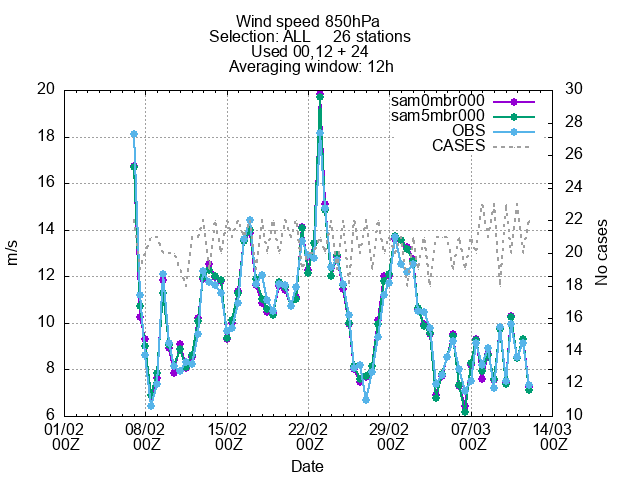 Wind speed 850hPa
Selection: ALL 26 stations
Used 00,12 + 24
Averaging window: 12h
sam0mbr000
sam5mbr000
OBS
CASES
m/s
20
18
16
14
12
10
8
6
No cases
30
28
26
24
22
20
18
16
14
12
10
01/02 08/02 15/02 22/02 29/02 07/03 14/03
00Z 00Z 00Z 00Z 00Z 00Z 00Z
Date